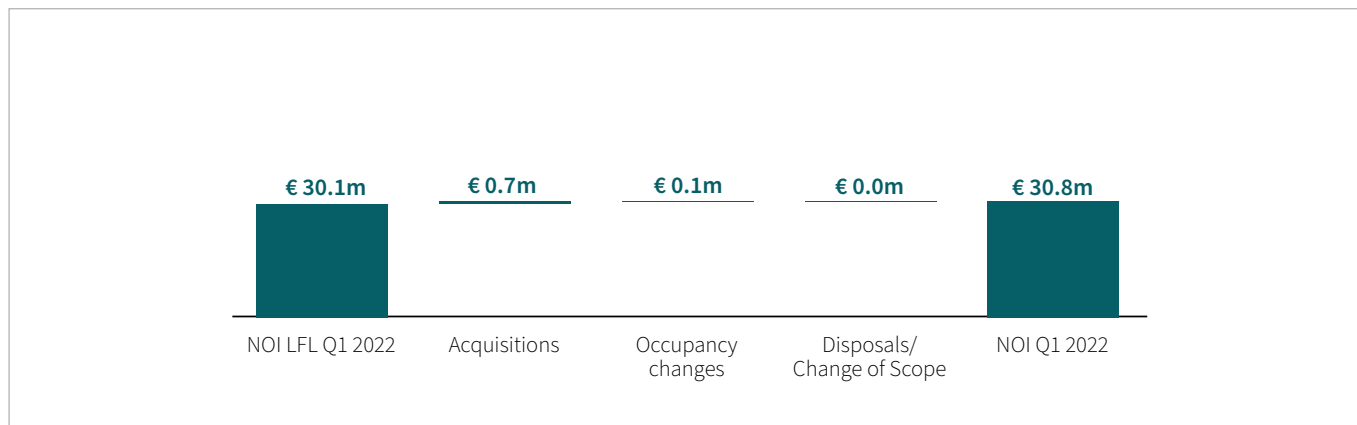 € 30.1m
€ 0.7m
€ 0.1m
€ 0.0m
€ 30.8m
NOI LFL Q1 2022
Acquisitions
Occupancy
changes
Disposals/
Change of Scope
NOI Q1 2022